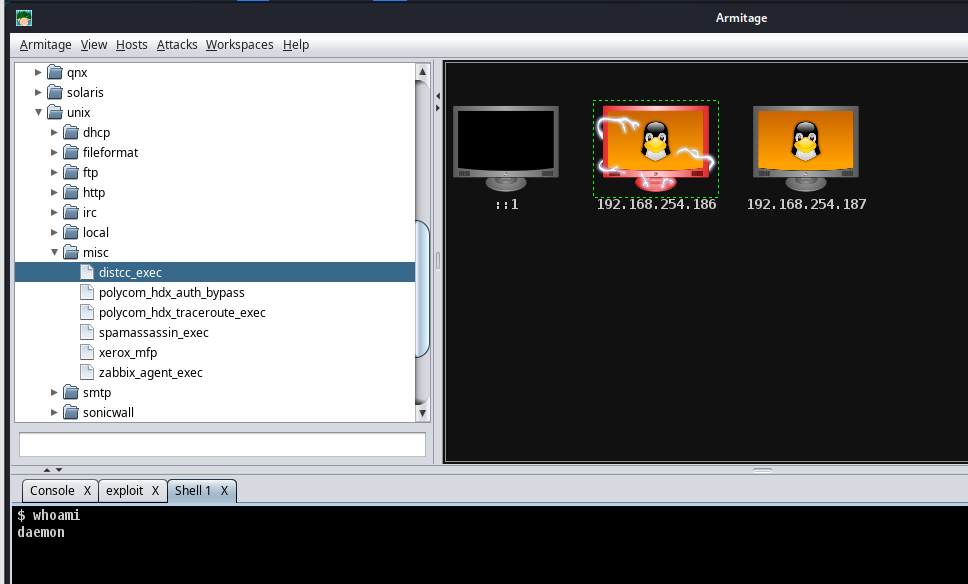 Armitage
Armitage View Hosts Attacks Workspaces Help
qnx
solaris
unix
dhcp
fileformat
ftp
http
irc
local
misc
distcc_exec
polycom_hdx_auth_bypass
polycom_hdx_traceroute_exec
spamassassin_exec
xerox_mfp
zabbix_agent_exec
smtp
sonicwall
::1
192.168.254.186
192.168.254.187
Console X exploit X Shell 1 X
$ whoami
daemon